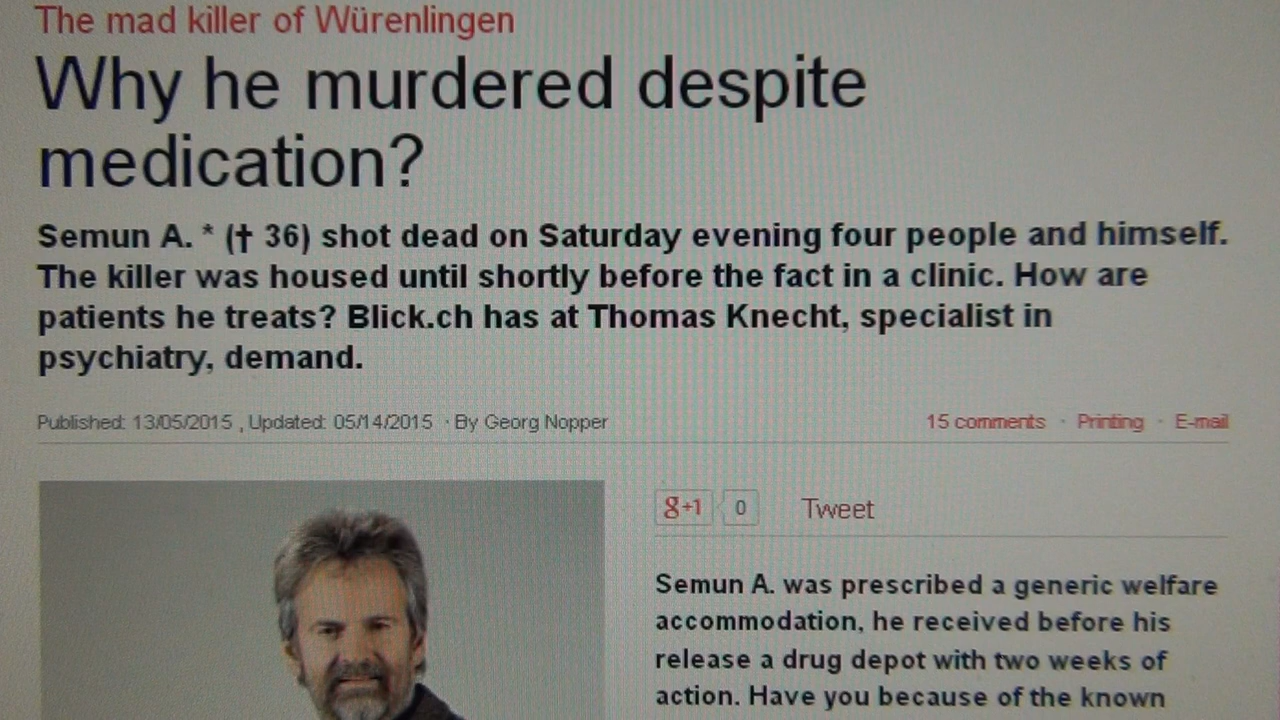 The mad killer of Würenlingen
Why he murdered despite
medication?
Semun A. * († 36) shot dead on Saturday evening four people and himself.
The killer was housed until shortly before the fact in a clinic. How are
patients he treats? Blick.ch has at Thomas Knecht, specialist in
psychiatry, demand.
Published: 13/05/2015 , Updated: 05/14/2015 · By Georg Nopper
15 comments · Printing · E-mail
g+1 0 Tweet
Semun A. was prescribed a generic welfare
accommodation, he received before his
release a drug depot with two weeks of
action. Have you because of the known